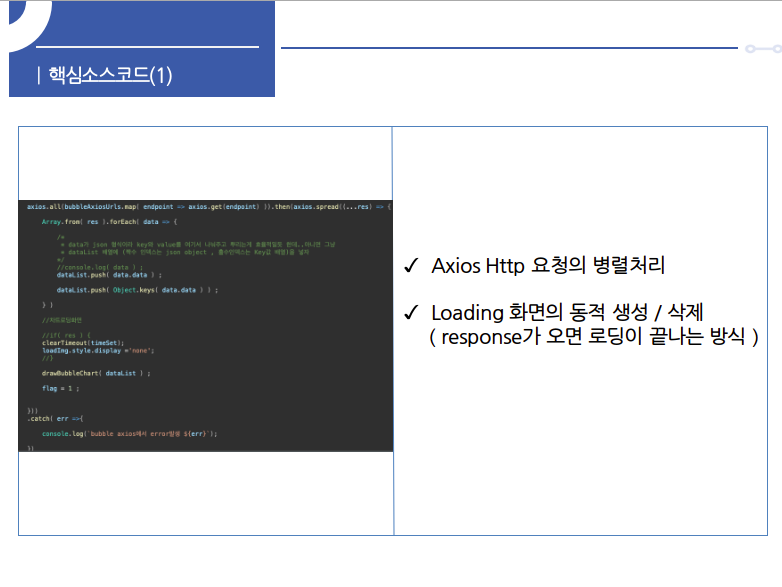 | 핵심소스코드(1)
axios.all(bubbleAxiosUrls.map( endpoint => axios.get(endpoint) )).then(axios.spread((...res) => {
Array.from( res ).forEach( data => {
/*
* data가 json 형식이라 key와 value를 여기서 나눠주고 뿌리는게 효율적일듯 한데..아니면 그냥
* dataList 배열에 (짝수 인덱스는 json object , 홀수인덱스는 Key값 배열)을 넣어
*/
//console.log( data ) ;
dataList.push( data.data ) ;
dataList.push( Object.keys( data.data ) ) ;
} )
//차트로딩화면
//if( res ) {
clearTimeout(timeSet);
loadImg.style.display ="none";
//}
drawBubbleChart( dataList ) ;
flag = 1 ;
}))
.catch( err =>{
console.log(`bubble axios에서 error발생 ${err}`);
})
✓ Axios Http 요청의 병렬처리
✓ Loading 화면의 동적 생성 / 삭제
( response가 오면 로딩이 끝나는 방식 )